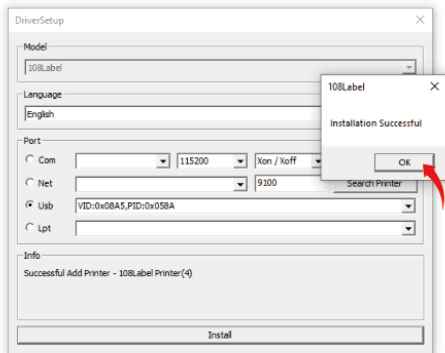 DriverSetup
Model
108Label
Language
English
Port
Com
115200
Xon / Xoff
Net
9100
Search Printer
Usb
VID:0x08A5,PID:0x058A
Lpt
Info
Successful Add Printer - 108Label Printer(4)
Install
108Label
Installation Successful
OK